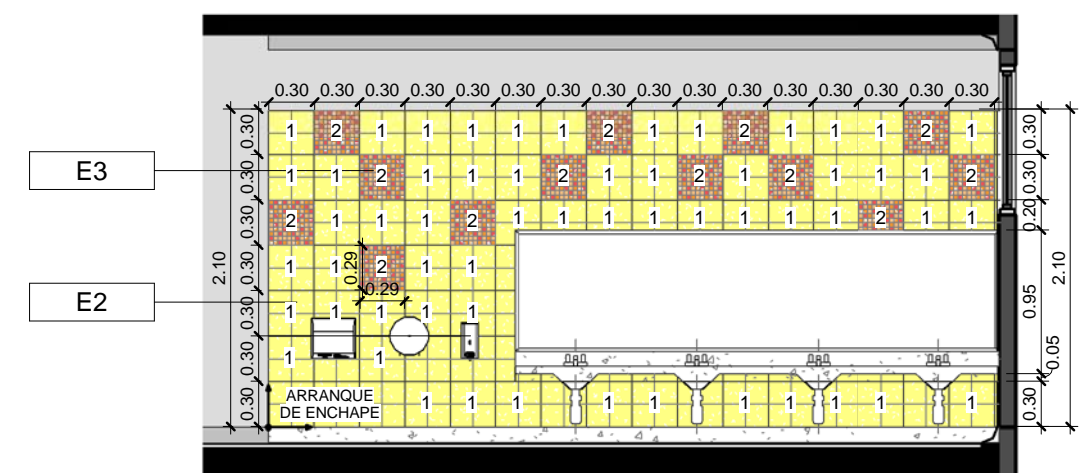 0.30 0.30 0.30 0.30 0.30 0.30 0.30 0.30 0.30 0.30 0.30 0.30 0.30 0.30 0.30 0.30
0.30 1 2 1 1 1 1 1 2 1 1 2 1 1 1 2 1 0.30
E3
0.30 1 1 2 1 1 1 2 1 1 2 1 2 1 1 1 2 0.30
0.30 2 1 1 1 2 1 1 1 1 1 1 1 1 2 1 1 0.20
2.10
0.30 1 1 0.29 2 1 1
0.29
2.10
E2
0.30 1 1 1 1 1
0.95
0.30 1 1
0.05
0.30 ARRANQUE
DE ENCHAPE
1 1 1 1 1 1 1 1 1 1 0.30